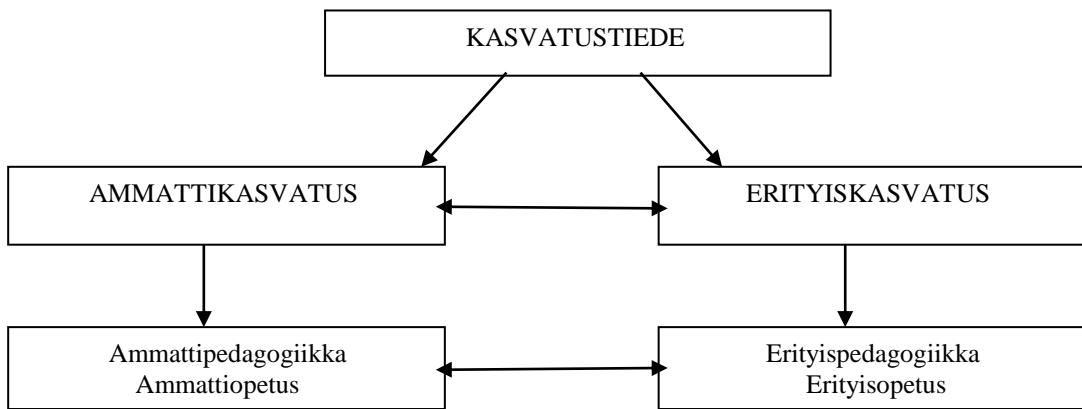 KASVATUSTIEDE
AMMATTIKASVATUS
ERITYISKASVATUS
Ammattipedagogiikka
Ammattiopetus
Erityispedagogiikka
Erityisopetus